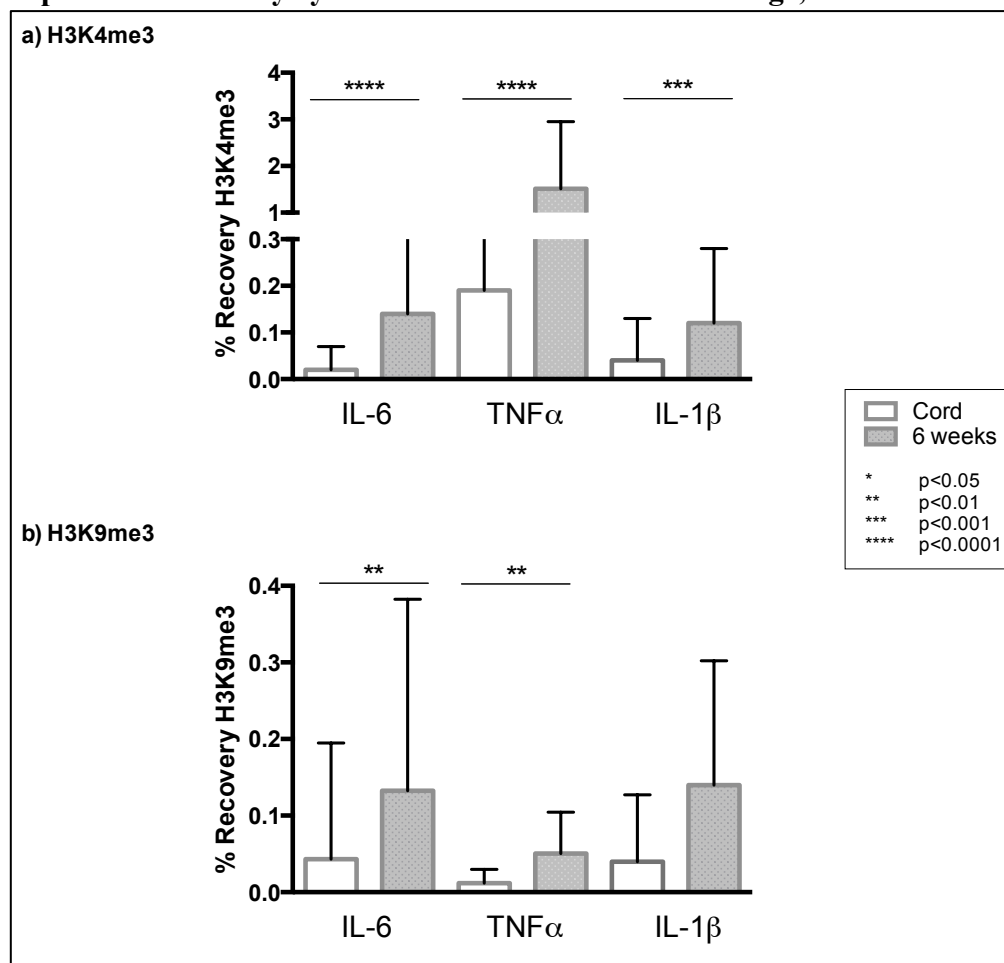 a) H3K4me3
**** **** ***
% Recovery H3K4me3
4
3
2
1
0.3
0.2
0.1
0.0
IL-6 TNFα IL-1β
Cord
6 weeks
* p<0.05
** p<0.01
*** p<0.001
**** p<0.0001
b) H3K9me3
** **
% Recovery H3K9me3
0.4
0.3
0.2
0.1
0.0
IL-6 TNFα IL-1β